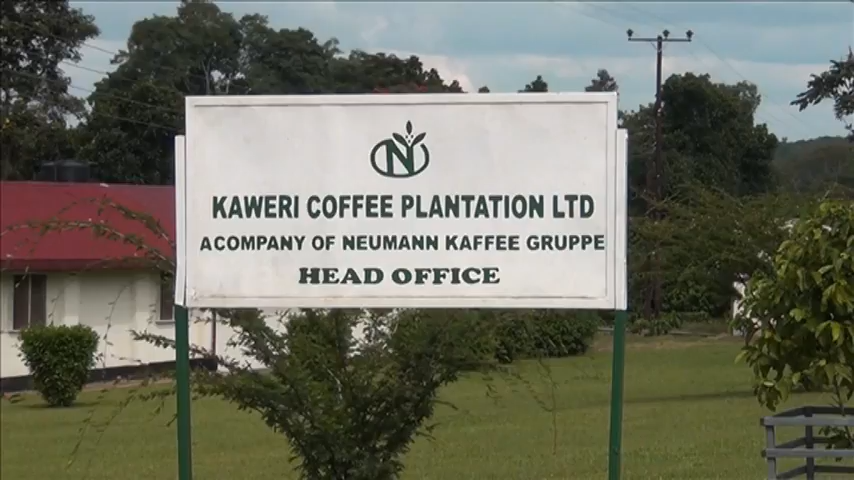 N
KAWERI COFFEE PLANTATION LTD
ACOMPANY OF NEUMANN KAFFEE GRUPPE
HEAD OFFICE